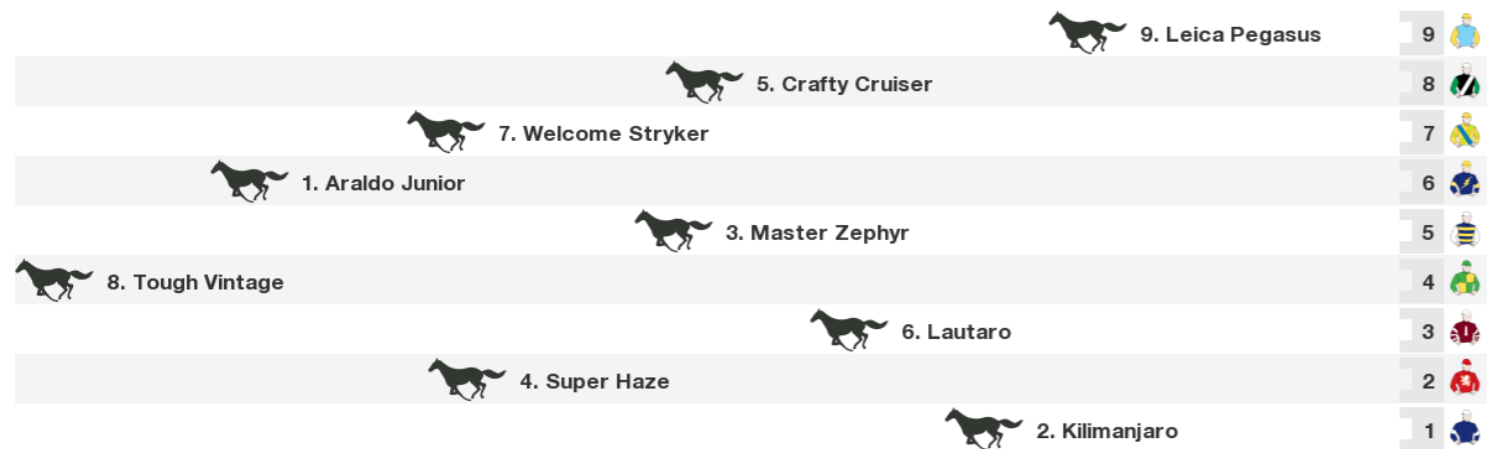 9. Leica Pegasus 9
5. Crafty Cruiser 8
7. Welcome Stryker 7
1. Araldo Junior 6
3. Master Zephyr 5
8. Tough Vintage 4
6. Lautaro 3
4. Super Haze 2
2. Kilimanjaro 1